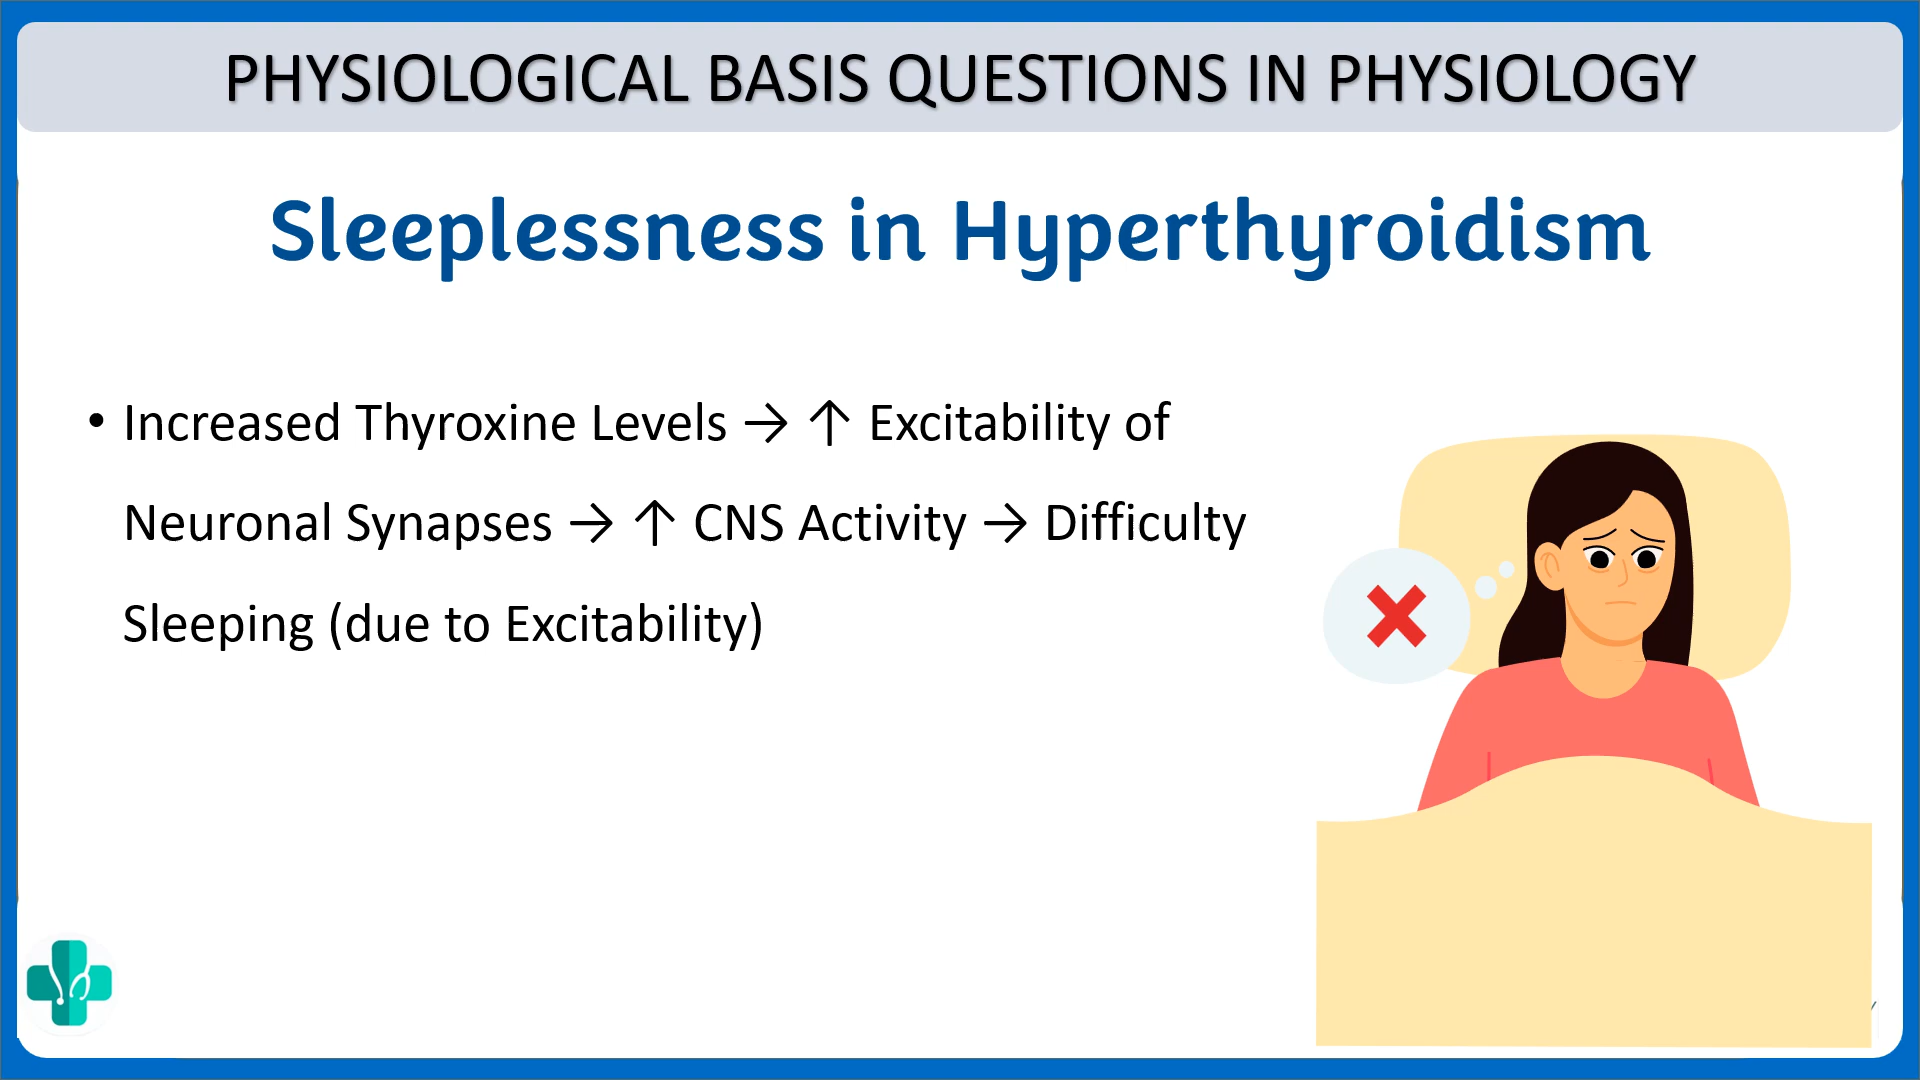 PHYSIOLOGICAL BASIS QUESTIONS IN PHYSIOLOGY
Sleeplessness in Hyperthyroidism
• Increased Thyroxine Levels → ↑ Excitability of
Neuronal Synapses → ↑ CNS Activity → Difficulty
Sleeping (due to Excitability)